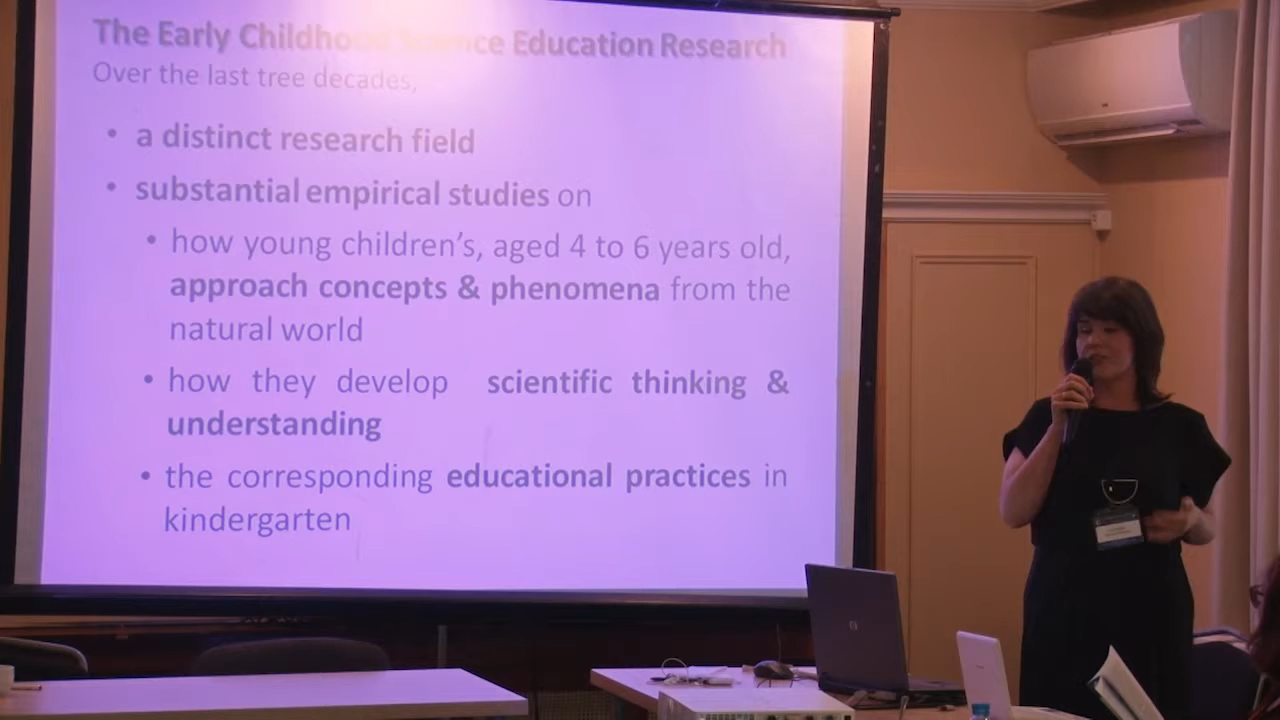 The Early Childhood Science Education Research
Over the last tree decades,
• a distinct research field
• substantial empirical studies on
• how young children's, aged 4 to 6 years old,
approach concepts & phenomena from the
natural world
• how they develop scientific thinking &
understanding
• the corresponding educational practices in
kindergarten